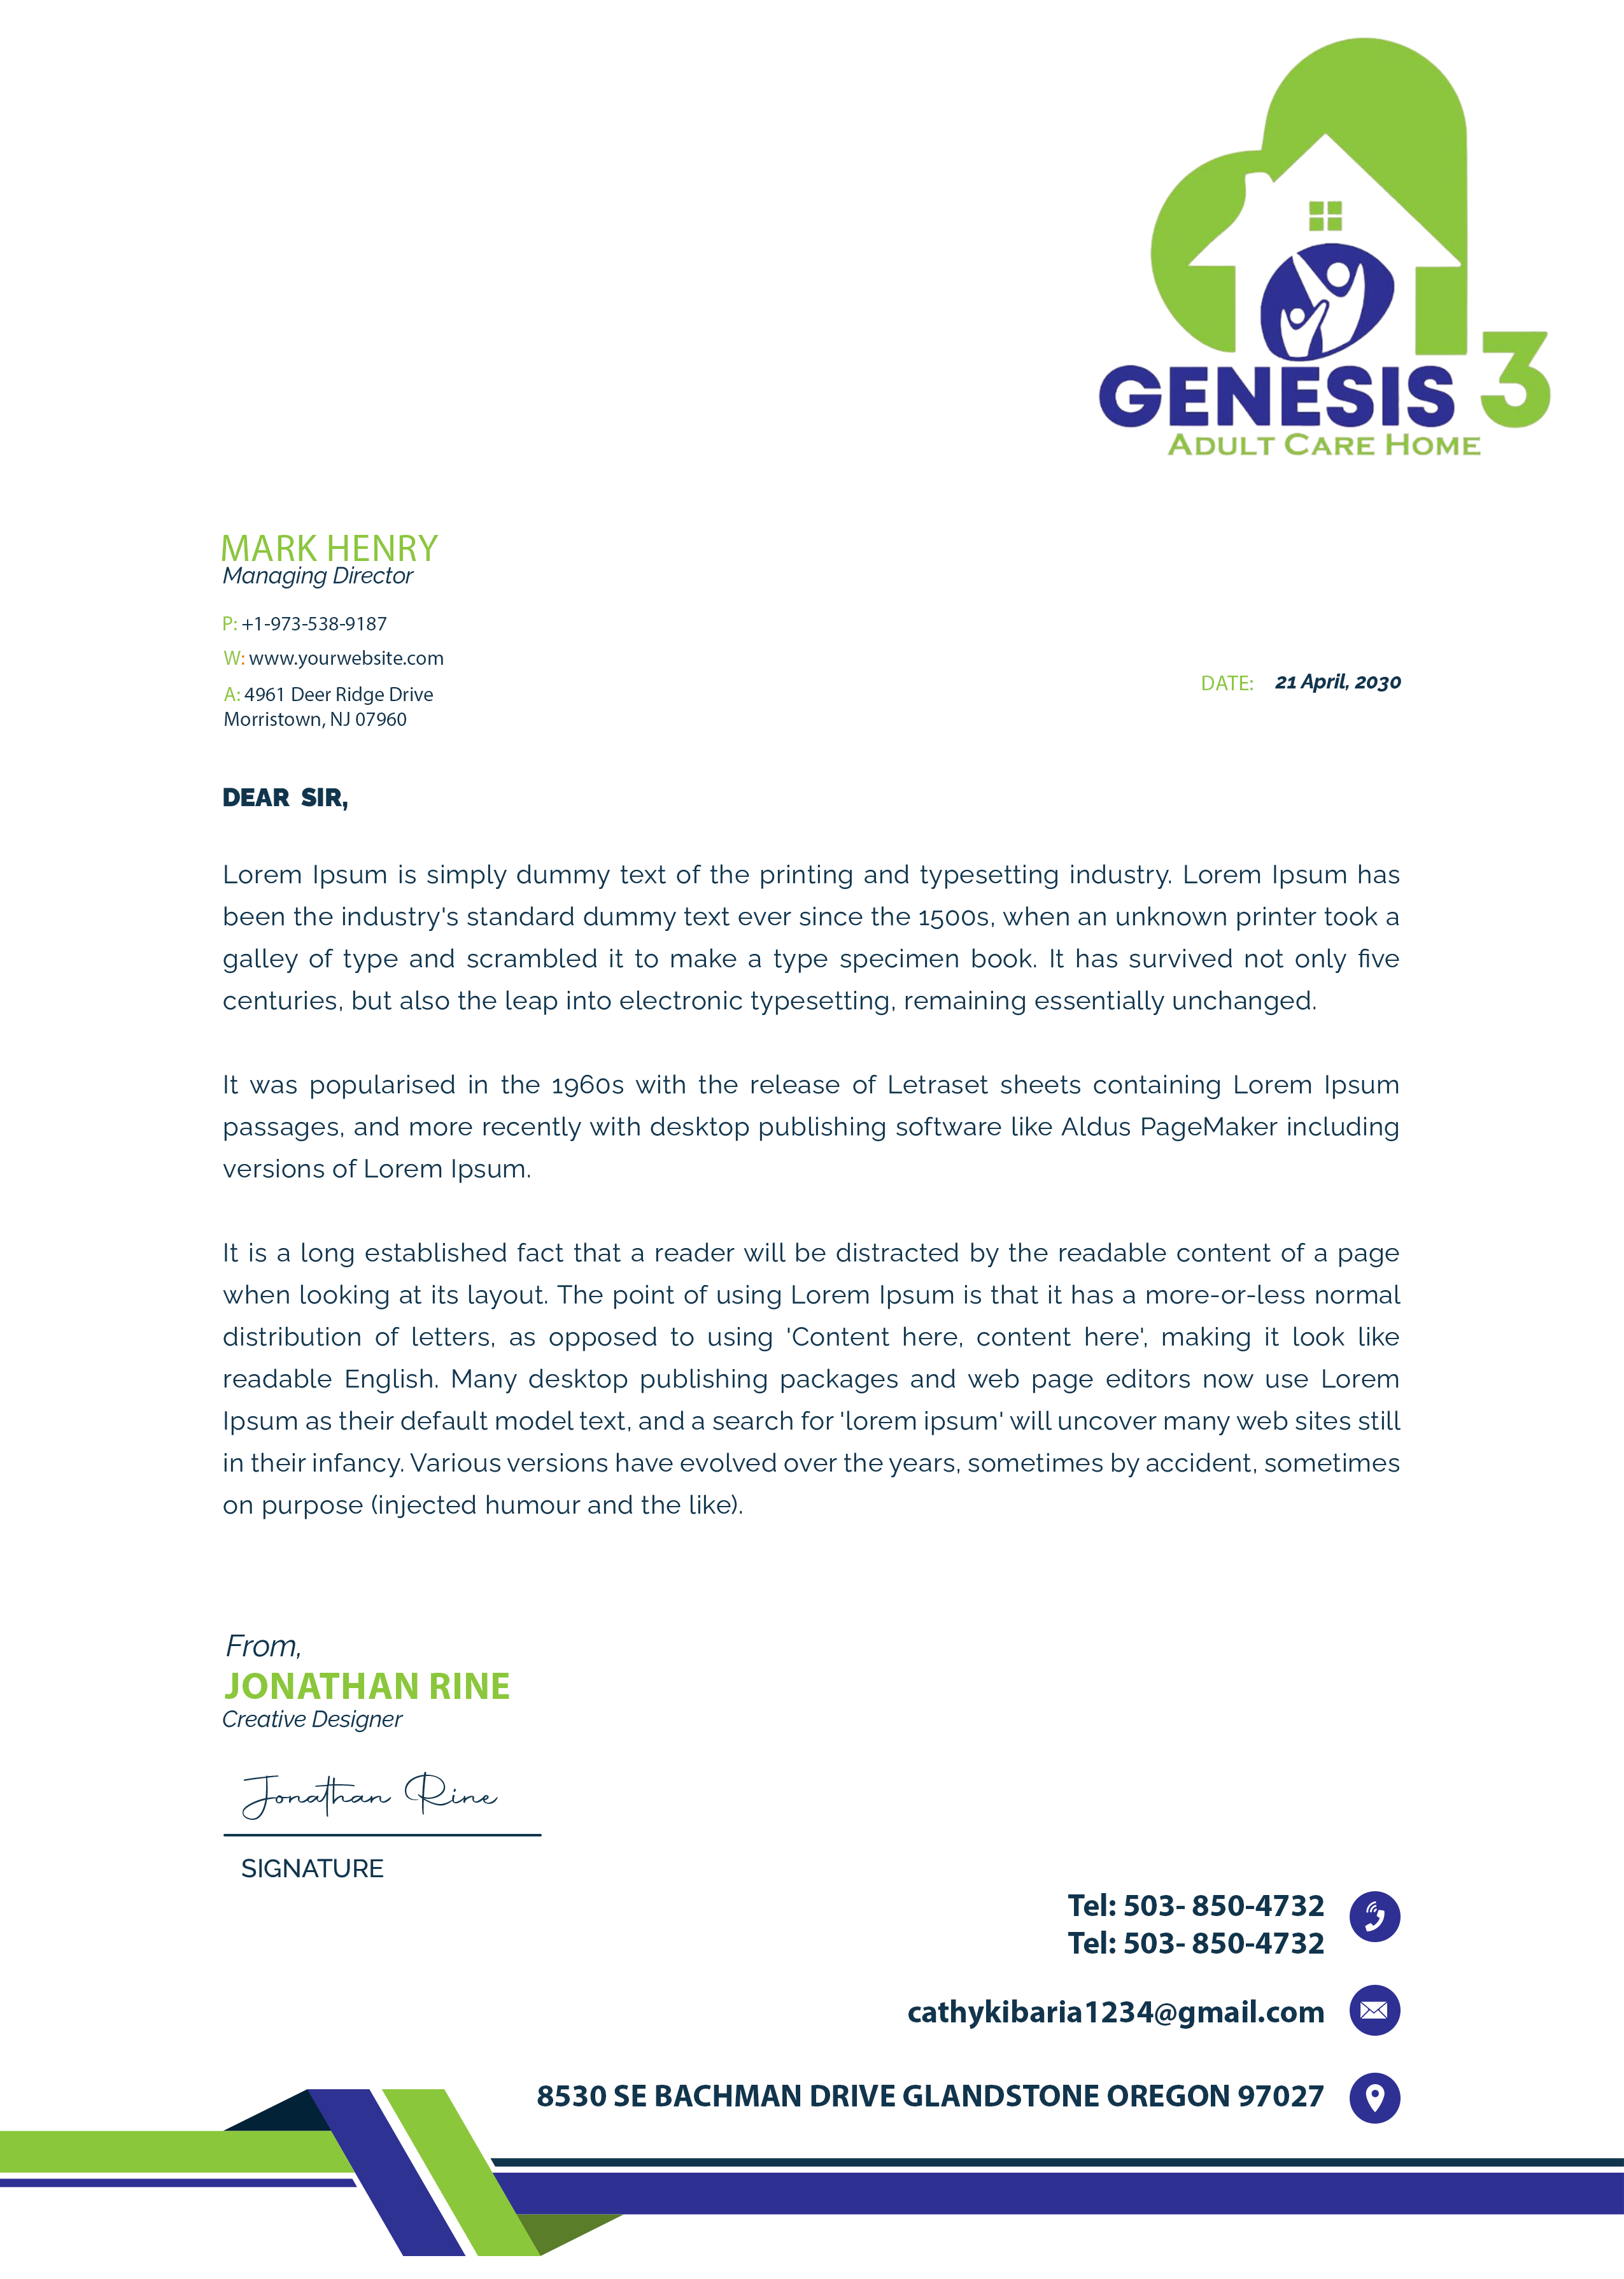 GENESIS 3
ADULT CARE HOME
MARK HENRY
Managing Director
P: +1-973-538-9187
W: www.yourwebsite.com
A: 4961 Deer Ridge Drive
Morristown, NJ 07960
DATE: 21 April, 2030
DEAR SIR,
Lorem Ipsum is simply dummy text of the printing and typesetting industry. Lorem Ipsum has
been the industry's standard dummy text ever since the 1500s, when an unknown printer took a
galley of type and scrambled it to make a type specimen book. It has survived not only five
centuries, but also the leap into electronic typesetting, remaining essentially unchanged.
It was popularised in the 1960s with the release of Letraset sheets containing Lorem Ipsum
passages, and more recently with desktop publishing software like Aldus PageMaker including
versions of Lorem Ipsum.
It is a long established fact that a reader will be distracted by the readable content of a page
when looking at its layout. The point of using Lorem Ipsum is that it has a more-or-less normal
distribution of letters, as opposed to using 'Content here, content here', making it look like
readable English. Many desktop publishing packages and web page editors now use Lorem
Ipsum as their default model text, and a search for 'lorem ipsum' will uncover many web sites still
in their infancy. Various versions have evolved over the years, sometimes by accident, sometimes
on purpose (injected humour and the like).
From,
JONATHAN RINE
Creative Designer
Jonathan Rine
SIGNATURE
Tel: 503- 850-4732
Tel: 503- 850-4732
cathykibaria1234@gmail.com
8530 SE BACHMAN DRIVE GLANDSTONE OREGON 97027